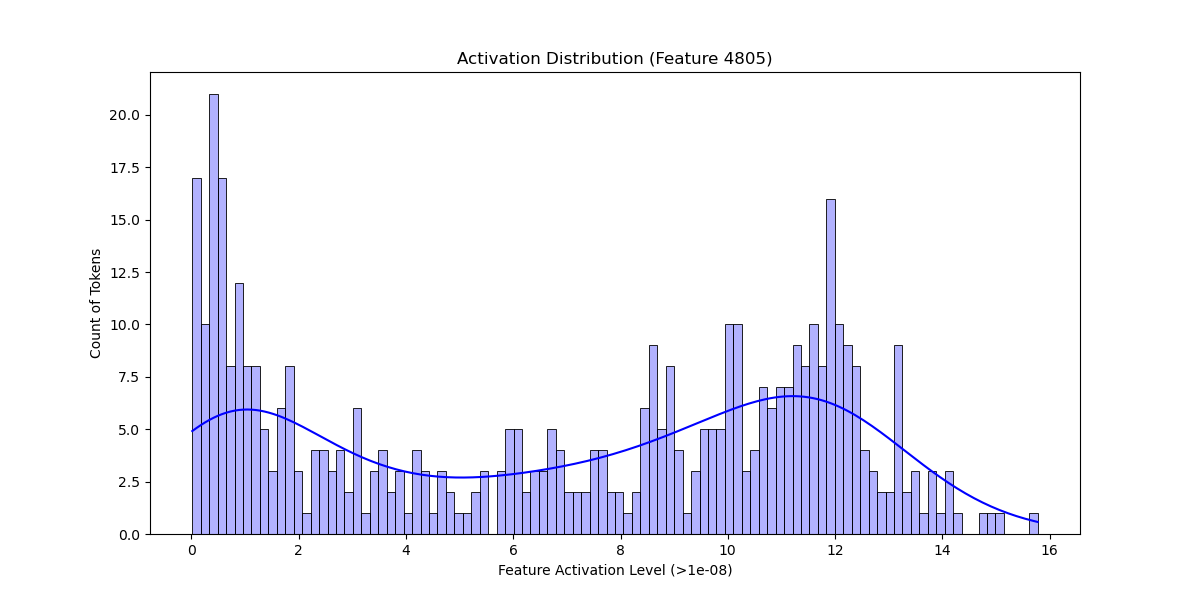 Activation Distribution (Feature 4805)
Count of Tokens
20.0
17.5
15.0
12.5
10.0
7.5
5.0
2.5
0.0
0 2 4 6 8 10 12 14 16
Feature Activation Level (>1e-08)